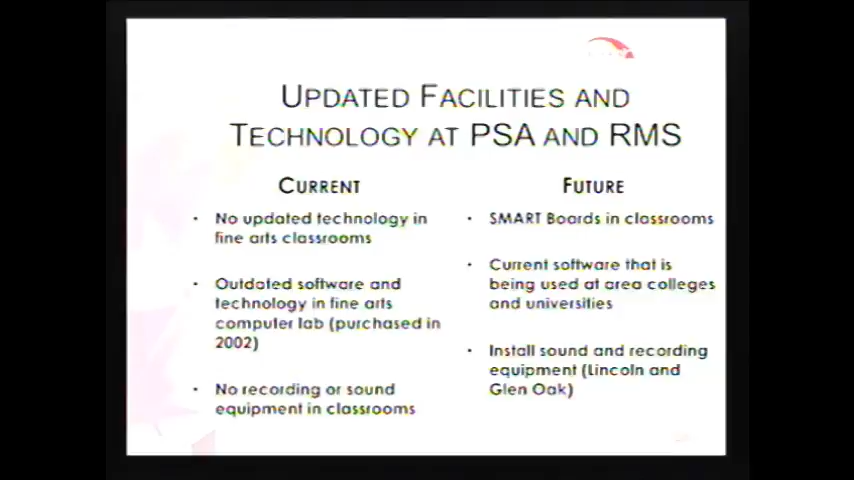 UPDATED FACILITIES AND
TECHNOLOGY AT PSA AND RMS
CURRENT
• No updated technology in
fine arts classrooms
• Outdated software and
technology in fine arts
computer lab (purchased in
2002)
• No recording or sound
equipment in classrooms
FUTURE
• SMART Boards in classrooms
• Current software that is
being used at area colleges
and universities
• Install sound and recording
equipment (Lincoln and
Glen Oak)